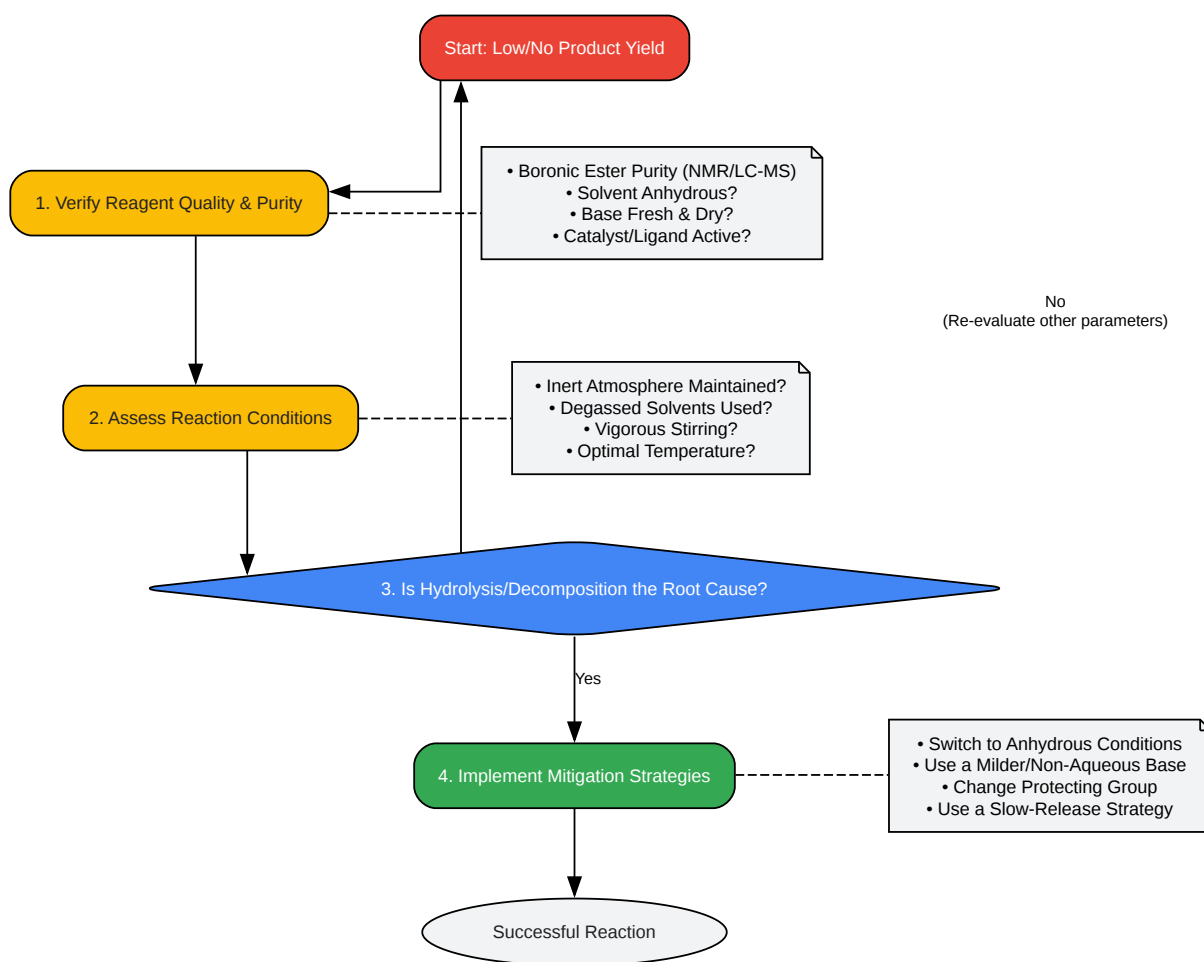 Start: Low/No Product Yield
1. Verify Reagent Quality & Purity
• Boronic Ester Purity (NMR/LC-MS)
• Solvent Anhydrous?
• Base Fresh & Dry?
• Catalyst/Ligand Active?
No
(Re-evaluate other parameters)
2. Assess Reaction Conditions
• Inert Atmosphere Maintained?
• Degassed Solvents Used?
• Vigorous Stirring?
• Optimal Temperature?
3. Is Hydrolysis/Decomposition the Root Cause?
Yes
4. Implement Mitigation Strategies
• Switch to Anhydrous Conditions
• Use a Milder/Non-Aqueous Base
• Change Protecting Group
• Use a Slow-Release Strategy
Successful Reaction